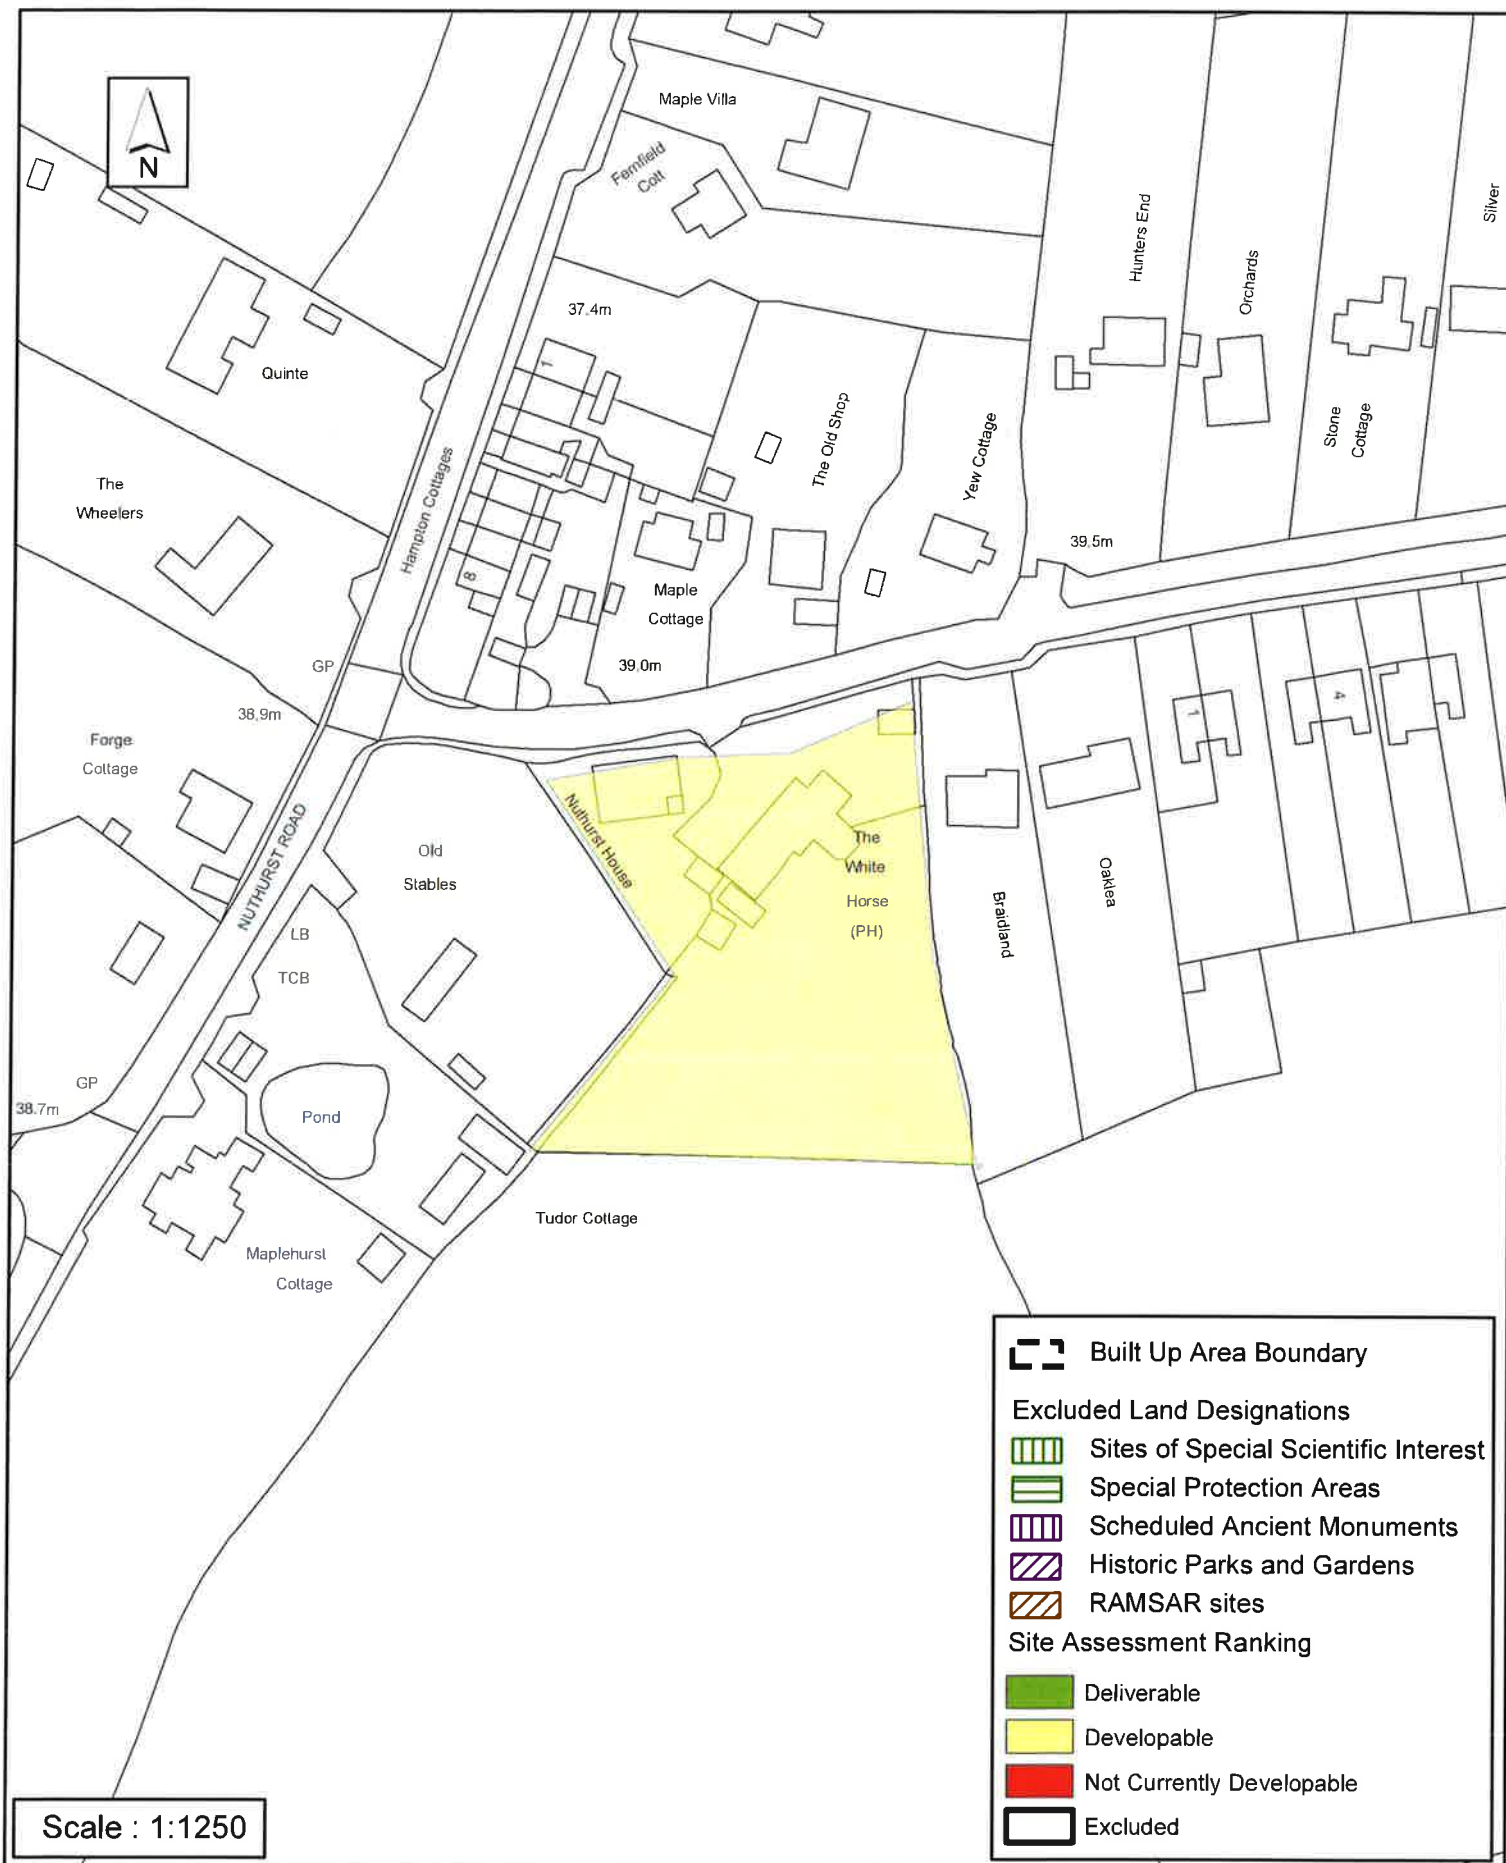 Maple Villa
Fernfield
Cott
N
Silver
Hunters End
Orchards
37.4m
Quinte
1
The Old Shop
Stone
Cottage
Yew Cottage
The
Wheelers
Hampton Cottages
39.5m
8
Maple
Cottage
39.0m
GP
38.9m
4
1
Forge
Cottage
NUTHURST ROAD
Old
Stables
Nuthurst House
The
White
Horse
(PH)
Oaklea
Braidland
LB
TCB
GP
38.7m
Pond
Tudor Cottage
Maplehurst
Cottage
Built Up Area Boundary
Excluded Land Designations
Sites of Special Scientific Interest
Special Protection Areas
Scheduled Ancient Monuments
Historic Parks and Gardens
RAMSAR sites
Site Assessment Ranking
Deliverable
Developable
Not Currently Developable
Excluded
Scale : 1:1250